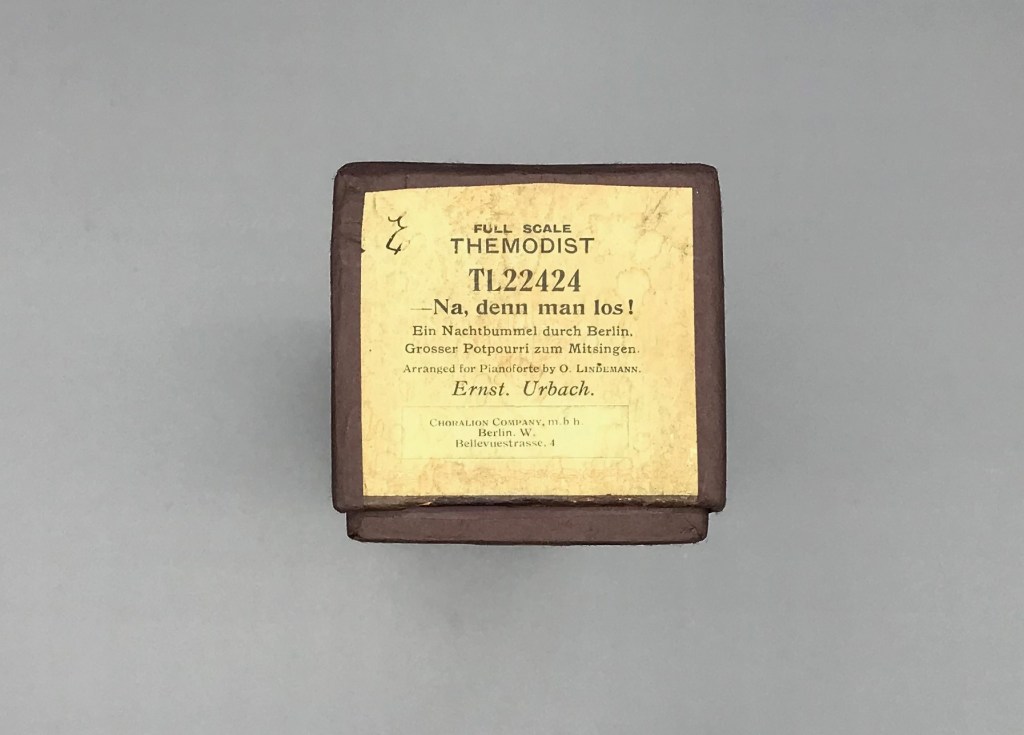 FULL SCALE
THEMODIST
TL22424
—Na, denn man los!
Ein Nachtbummel durch Berlin.
Grosser Potpourri zum Mitsingen.
Arranged for Pianoforte by O. LINDEMANN.
Ernst. Urbach.
CHORALION COMPANY, m.b h.
Berlin. W.
Bellevuestrasse. 4